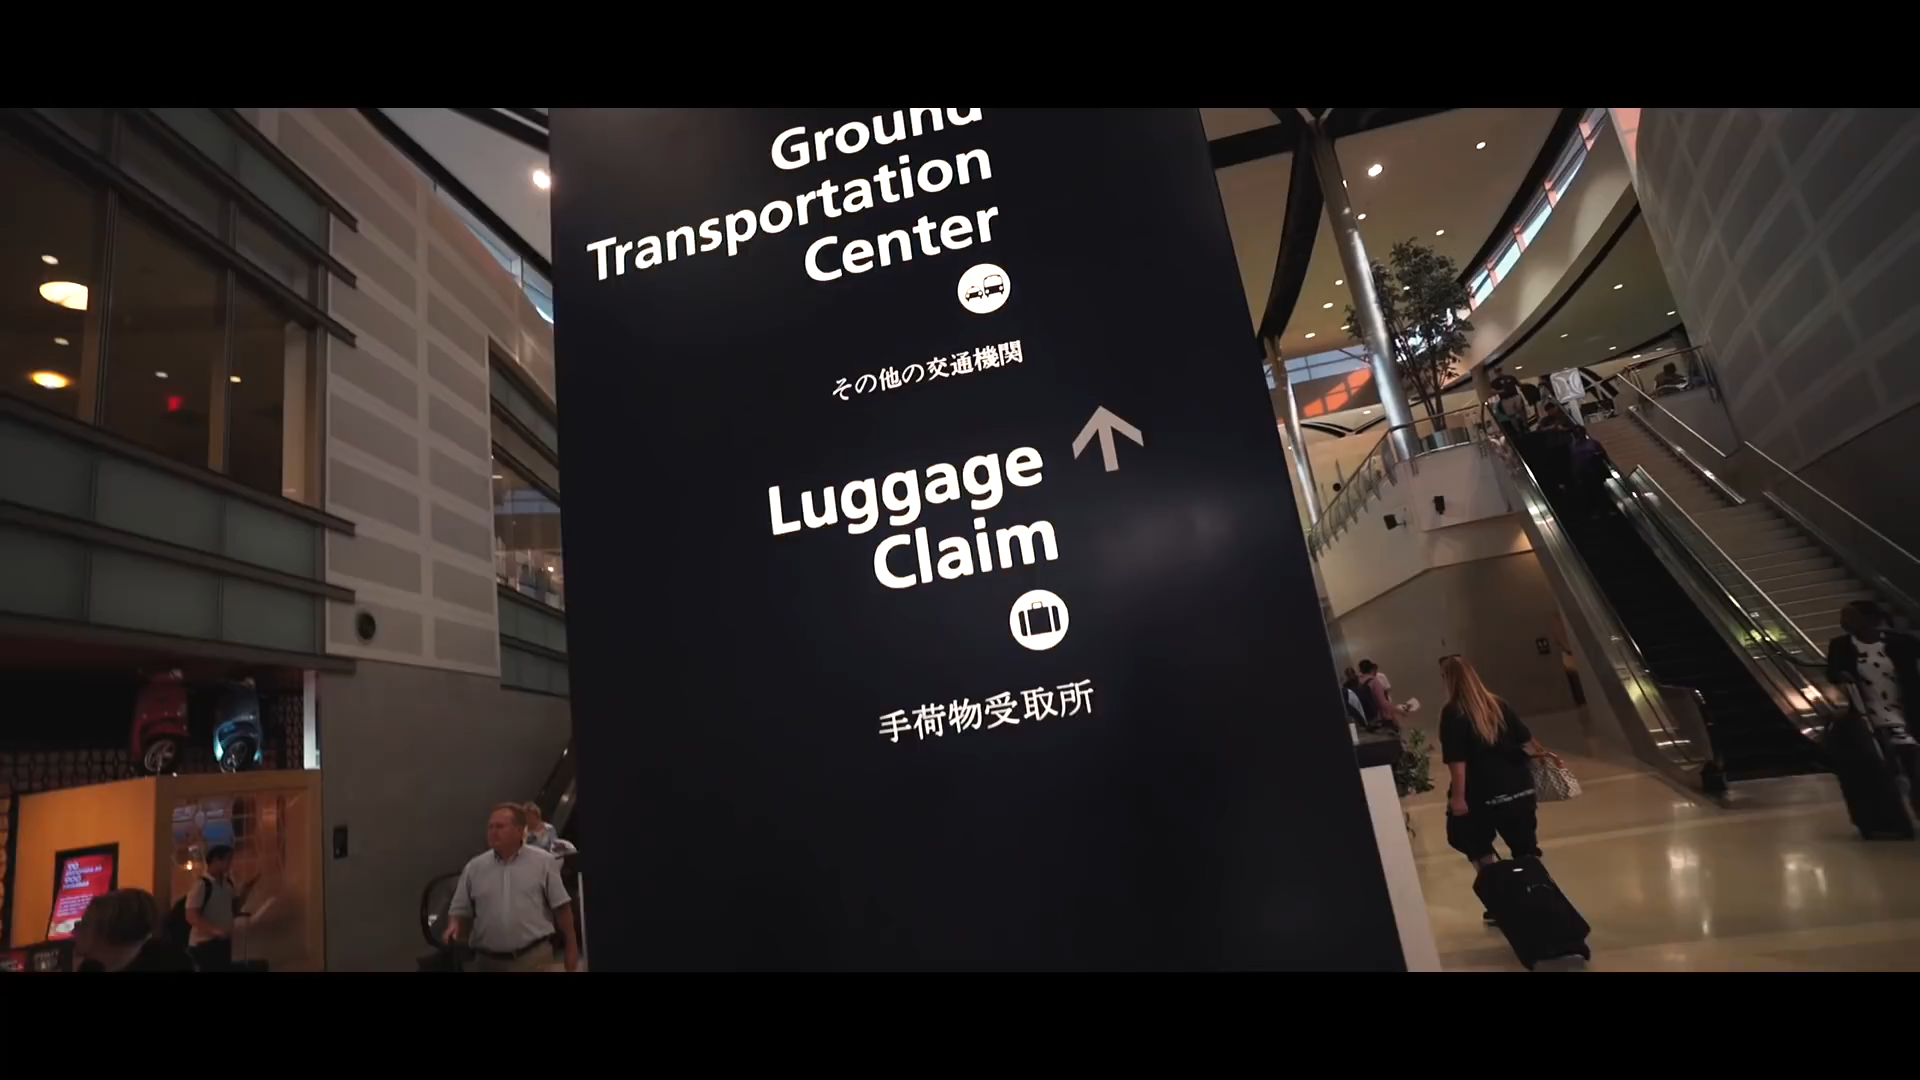 Ground
Transportation
Center
その他の交通機関
Luggage
Claim
手荷物受取所